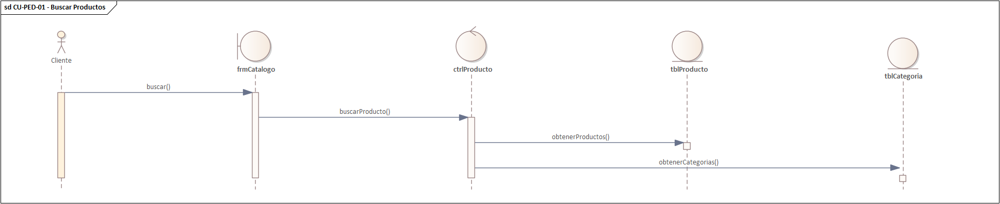 sd CU-PED-01 - Buscar Productos
Cliente
frmCatalogo
ctrlProducto
tblProducto
tblCategoria
buscar()
buscarProducto()
obtenerProductos()
obtenerCategorias()